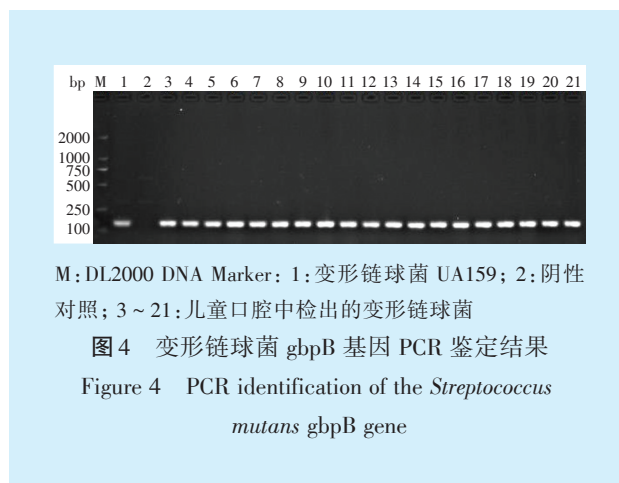 bp M 1 2 3 4 5 6 7 8 9 10 11 12 13 14 15 16 17 18 19 20 21
2000
1000
750
500
250
100
M:DL2000 DNA Marker: 1:变形链球菌 UA159; 2:阴性
对照; 3~21:儿童口腔中检出的变形链球菌
图4 变形链球菌 gbpB 基因 PCR 鉴定结果
Figure 4 PCR identification of the Streptococcus
mutans gbpB gene